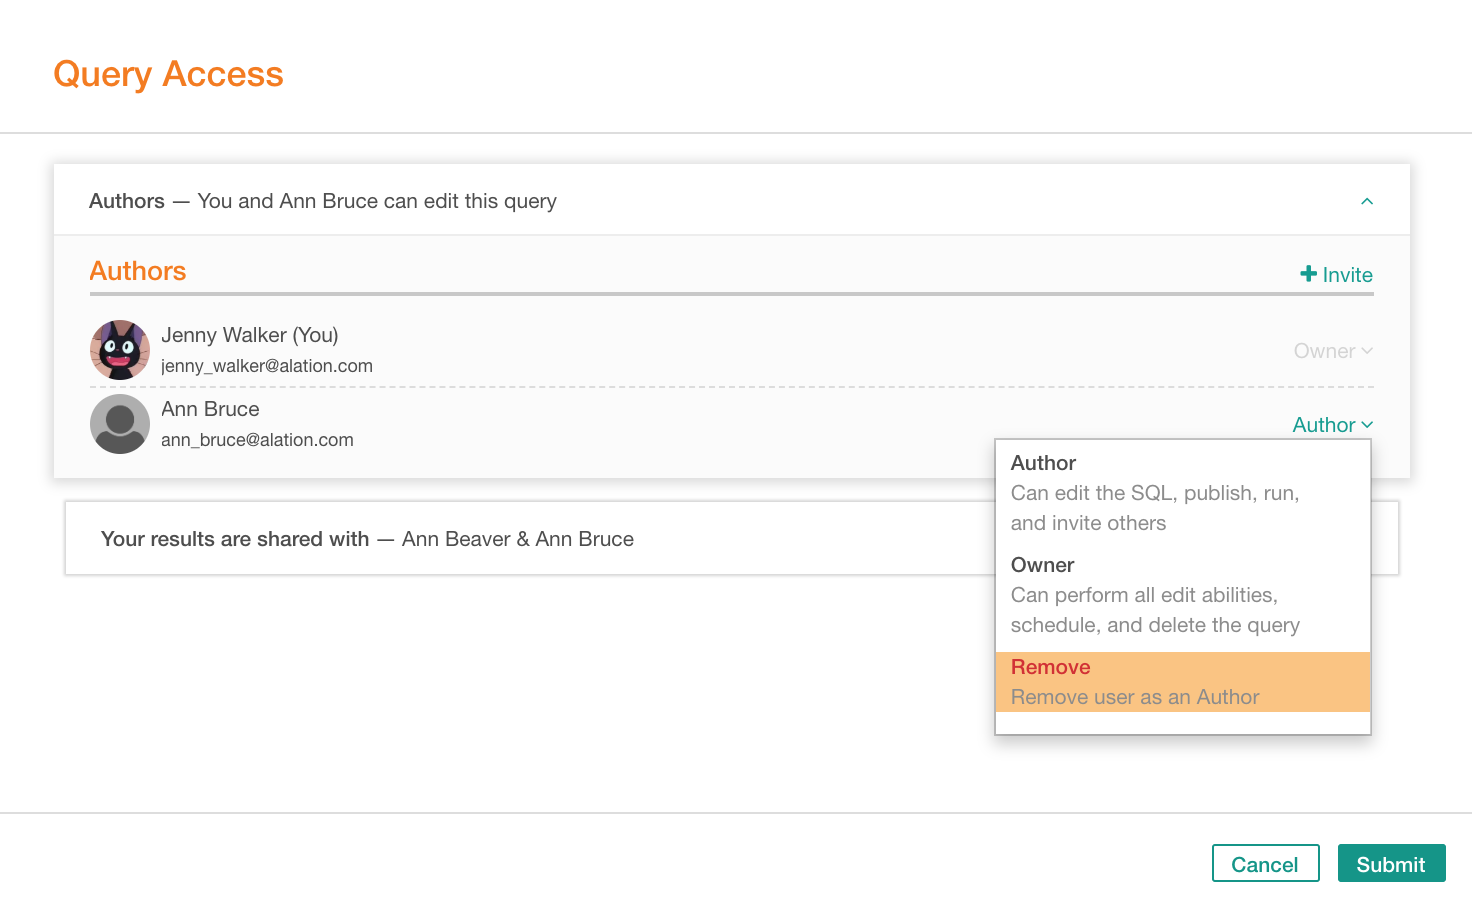 Query Access
Authors — You and Ann Bruce can edit this query
Authors
Invite
Jenny Walker (You)
jenny_walker@alation.com
Owner
Ann Bruce
ann_bruce@alation.com
Author
Author
Can edit the SQL, publish, run,
and invite others
Owner
Can perform all edit abilities,
schedule, and delete the query
Remove
Remove user as an Author
Your results are shared with — Ann Beaver & Ann Bruce
Cancel
Submit